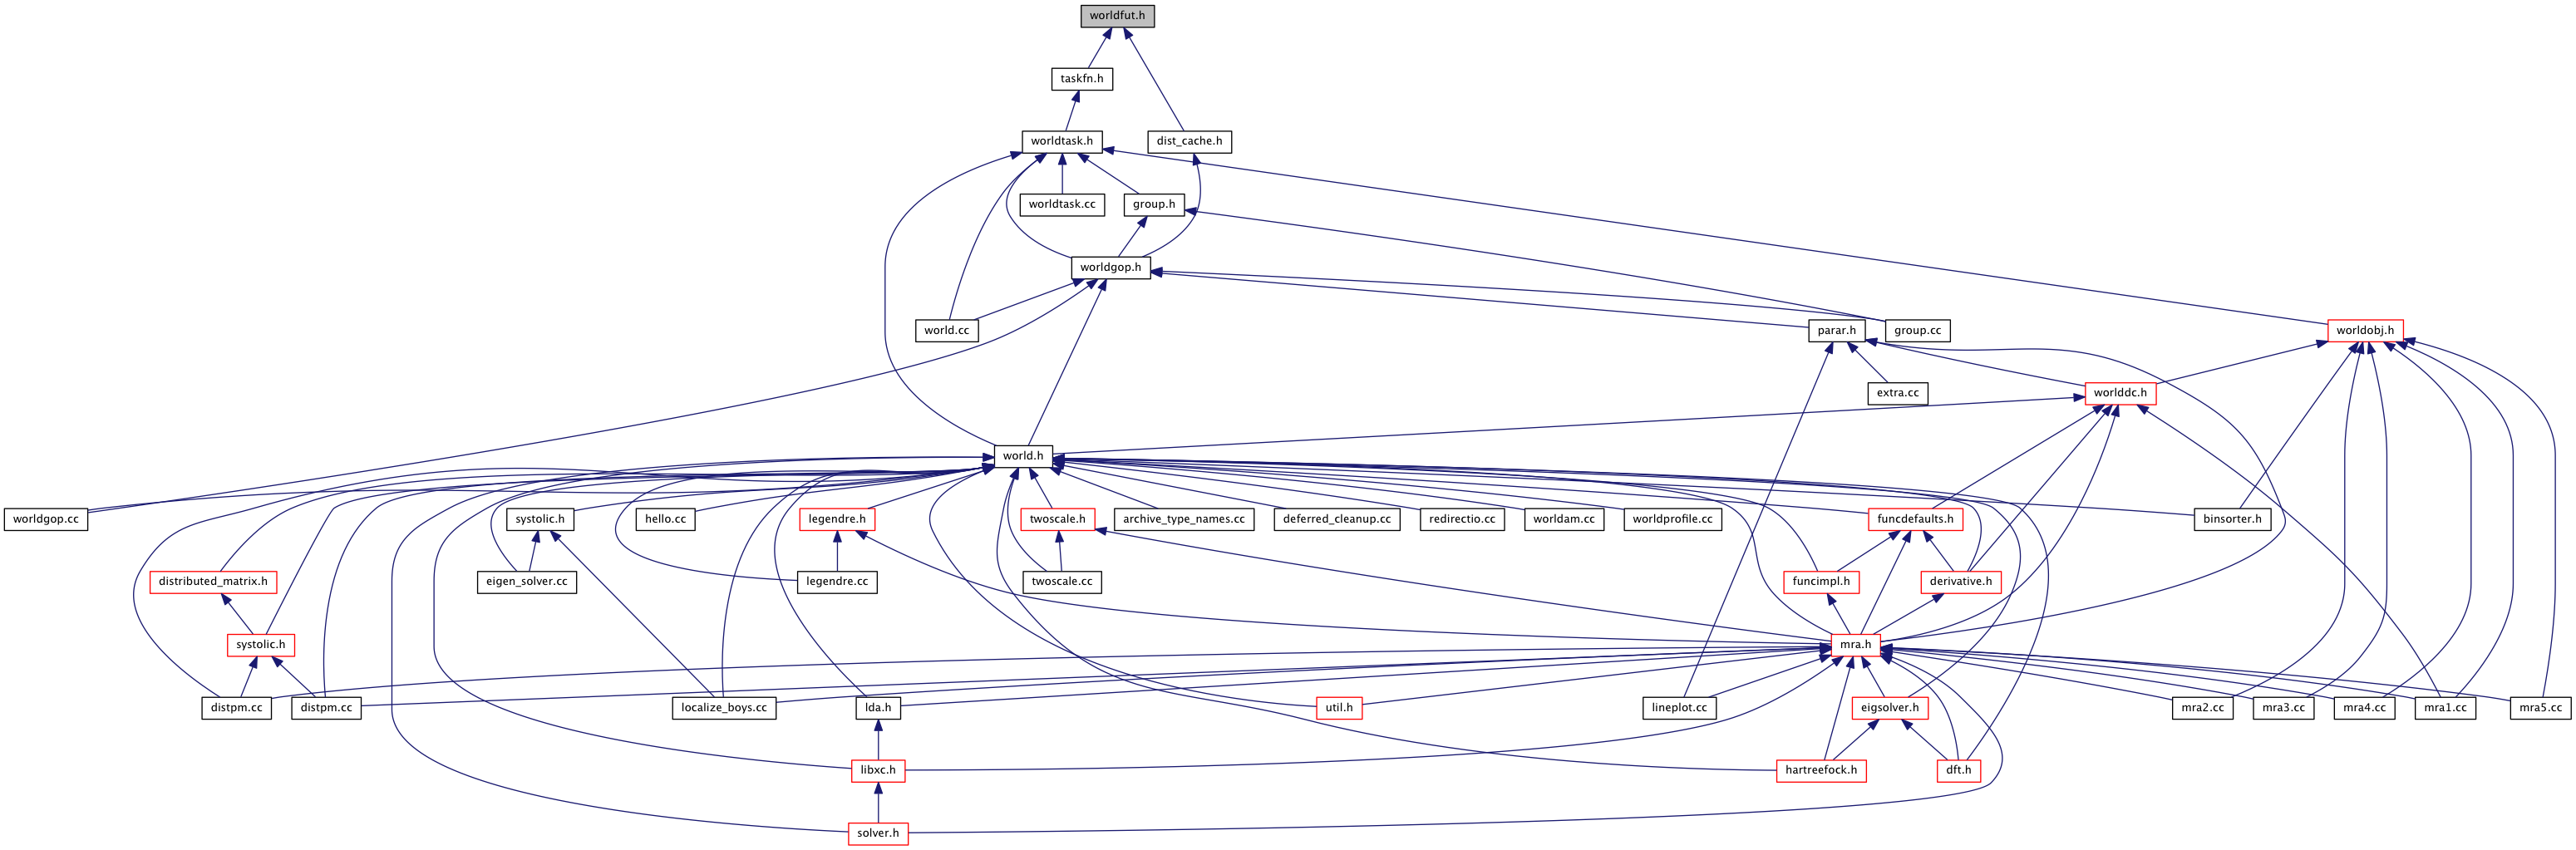 worldfut.h
taskfn.h
worldtask.h
dist_cache.h
worldtask.cc
group.h
worldgop.h
world.cc
parar.h
group.cc
worldobj.h
extra.cc
worlddc.h
world.h
worldgop.cc
systolic.h
hello.cc
legendre.h
twoscale.h
archive_type_names.cc
deferred_cleanup.cc
redirectio.cc
worldam.cc
worldprofile.cc
funcdefaults.h
binsorter.h
distributed_matrix.h
eigen_solver.cc
legendre.cc
twoscale.cc
funcimpl.h
derivative.h
systolic.h
mra.h
distpm.cc
distpm.cc
localize_boys.cc
lda.h
util.h
lineplot.cc
eigsolver.h
mra2.cc
mra3.cc
mra4.cc
mra1.cc
mra5.cc
libxc.h
hartreefock.h
dft.h
solver.h